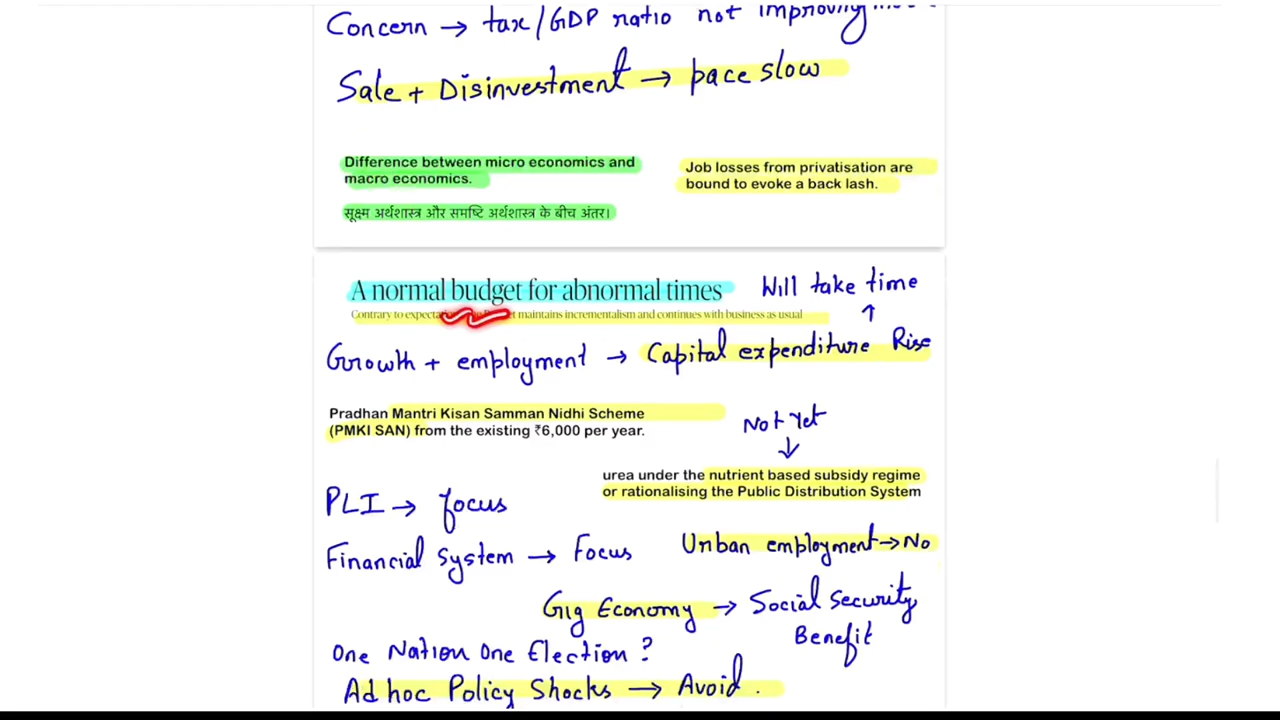 Concern → tax/GDP ratio not improving
Sale + Disinvestment → pace slow
Difference between micro economics and
macro economics.
Job losses from privatisation are
bound to evoke a back lash.
सूक्ष्म अर्थशास्त्र और समष्टि अर्थशास्त्र के बीच अंतर।
A normal budget for abnormal times
Will take time
Contrary to maintains incrementalism and continues with business as usual
↑
Growth + employment → Capital expenditure Rise
Pradhan Mantri Kisan Samman Nidhi Scheme
(PMKI SAN) from the existing ₹6,000 per year.
Not yet
↓
urea under the nutrient based subsidy regime
or rationalising the Public Distribution System
PLI → focus
Financial system → Focus
Urban employment → No
Gig Economy → Social Security
Benefit
One Nation One Election?
Ad hoc Policy Shocks → Avoid.